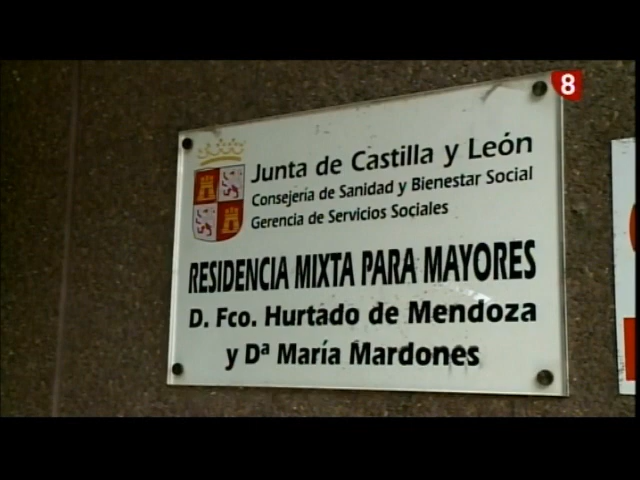 8
Junta de Castilla y León
Consejería de Sanidad y Bienestar Social
Gerencia de Servicios Sociales
RESIDENCIA MIXTA PARA MAYORES
D. Fco. Hurtado de Mendoza
y Dª María Mardones